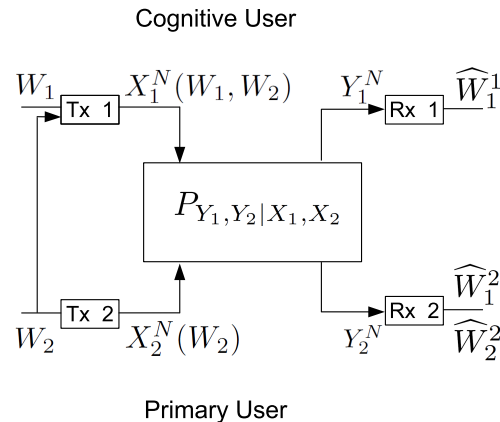 Cognitive User
W_1 Tx 1 X_1^N(W_1, W_2) Y_1^N Rx 1 \widehat{W}_1^1
P_{Y_1,Y_2|X_1,X_2}
W_2 Tx 2 X_2^N(W_2) Y_2^N Rx 2 \widehat{W}_1^2
\widehat{W}_2^2
Primary User